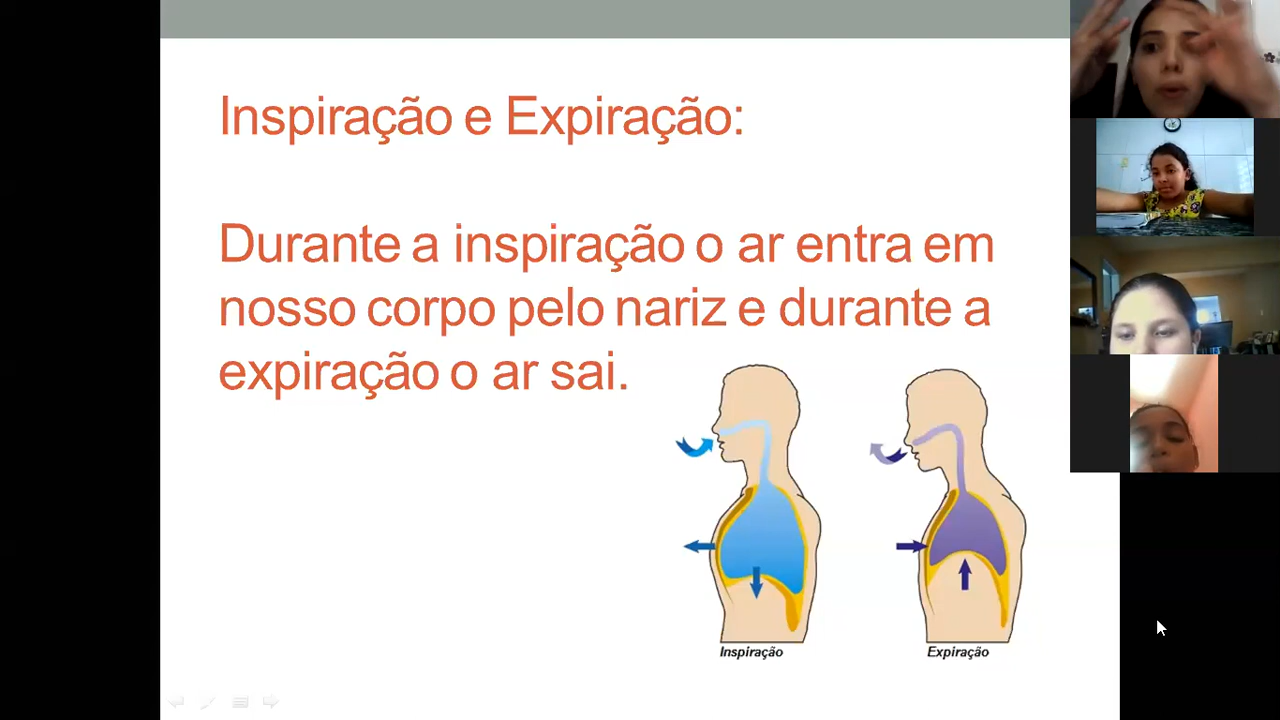 Inspiração e Expiração:
Durante a inspiração o ar entra em
nosso corpo pelo nariz e durante a
expiração o ar sai.
Inspiração
Expiração